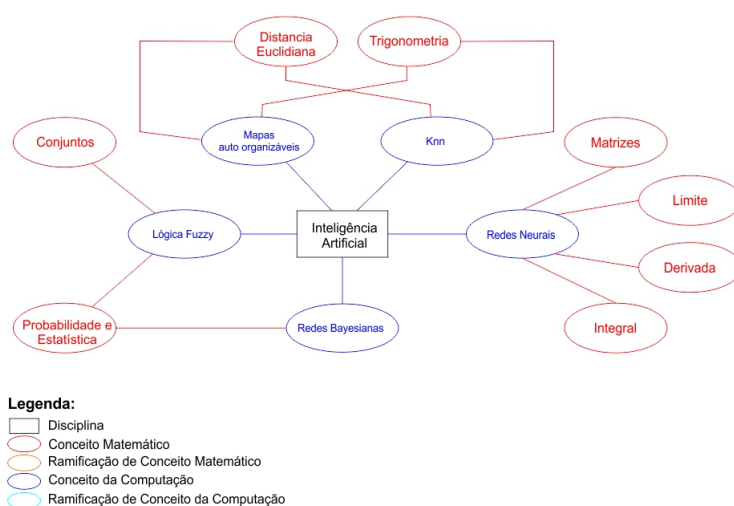 Distancia
Euclidiana
Trigonometria
Mapas
auto organizáveis
Knn
Conjuntos
Matrizes
Limite
Lógica Fuzzy
Inteligência
Artificial
Redes Neurais
Derivada
Probabilidade e
Estatística
Redes Bayesianas
Integral
Legenda:
Disciplina
Conceito Matemático
Ramificação de Conceito Matemático
Conceito da Computação
Ramificação de Conceito da Computação